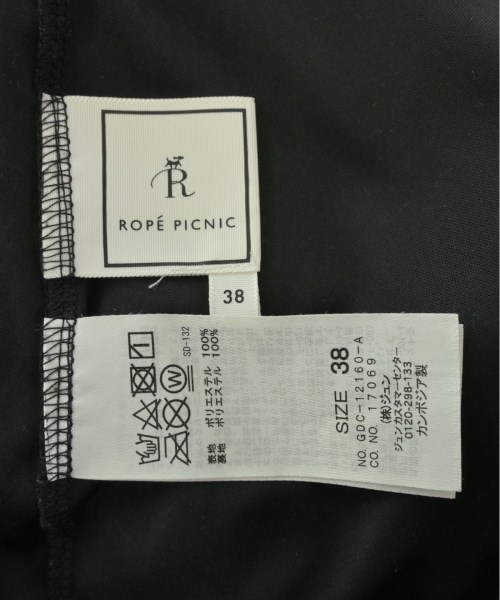 R
ROPÉ PICNIC
38
SD-132
表地 ポリエステル 100%
裏地 ポリエステル 100%
SIZE 38
NO. GDC-12160-A
CO. NO. 17069
(株)ジュン
ジュンカスタマーセンター
0120-298-133
カンボジア製